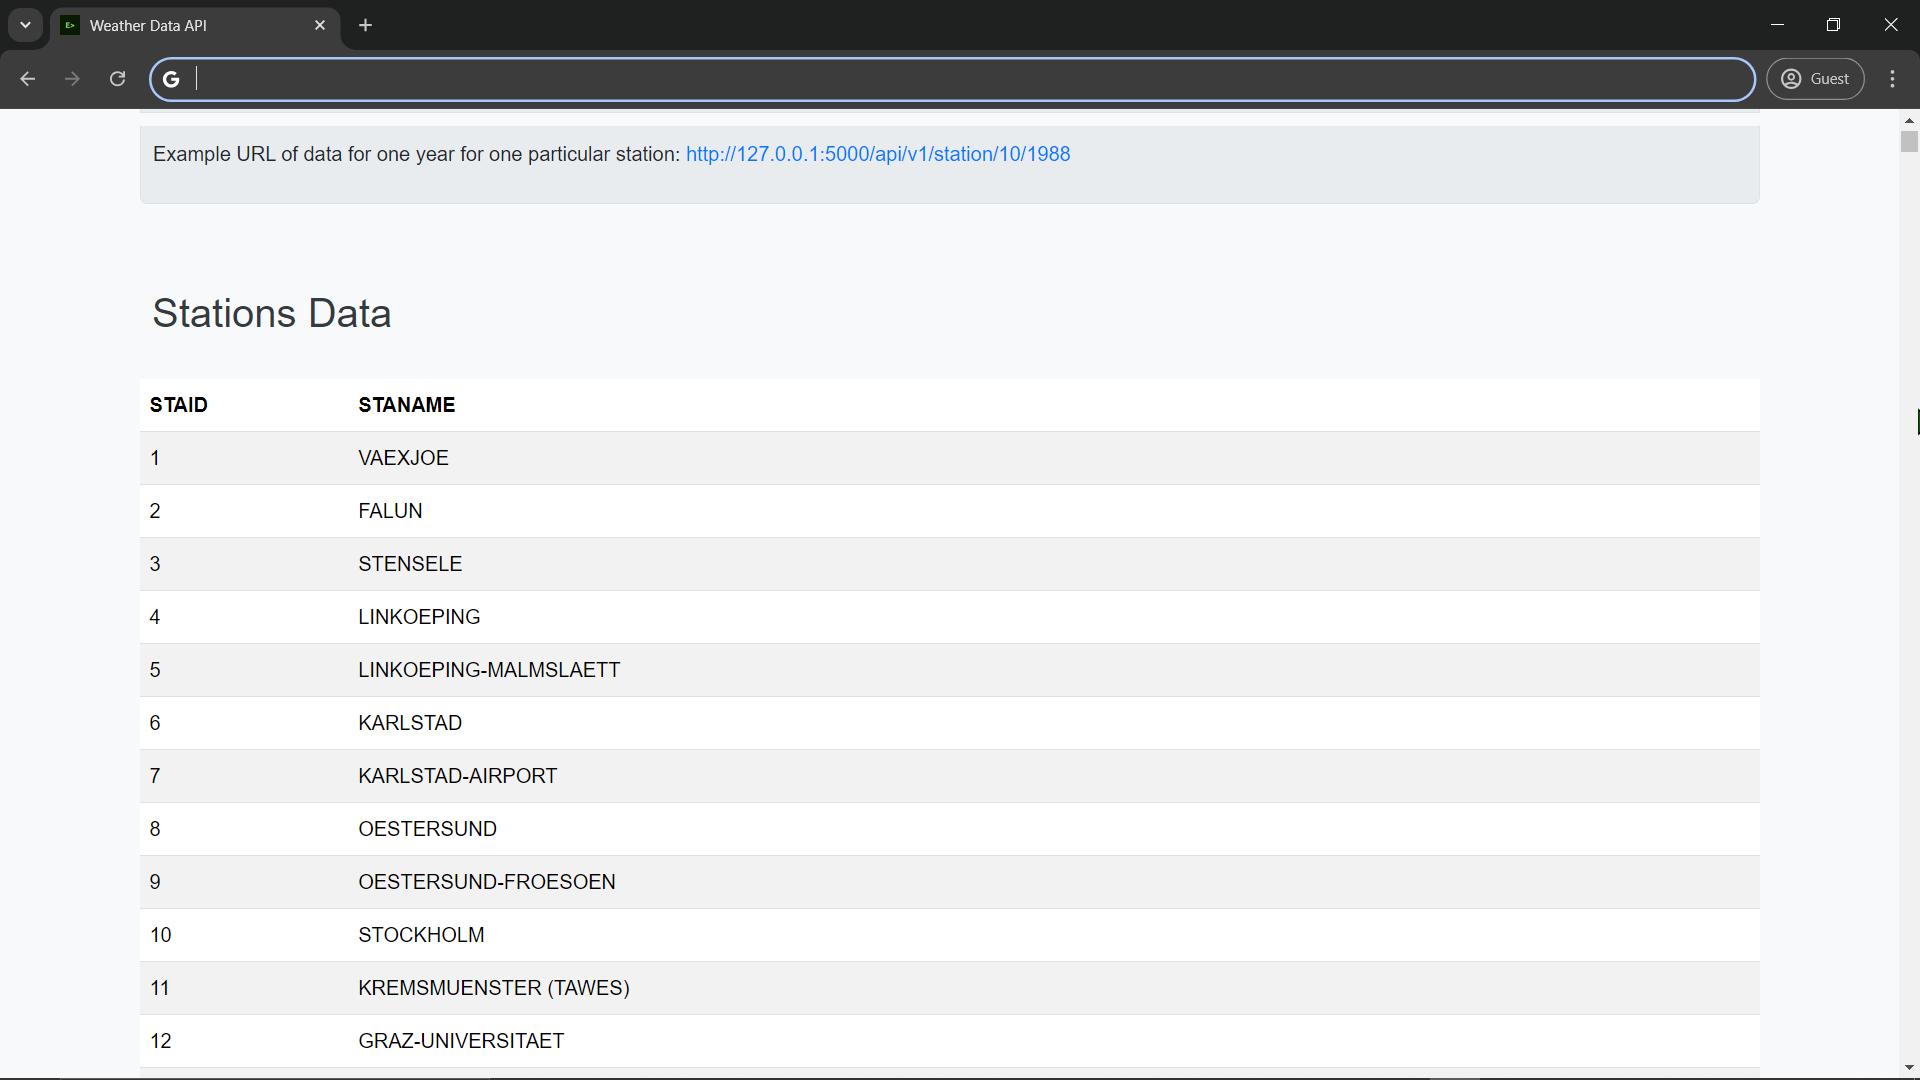 Weather Data API
Guest
Example URL of data for one year for one particular station: http://127.0.0.1:5000/api/v1/station/10/1988
Stations Data
STAID STANAME
1 VAEXJOE
2 FALUN
3 STENSELE
4 LINKOEPING
5 LINKOEPING-MALMSLAETT
6 KARLSTAD
7 KARLSTAD-AIRPORT
8 OESTERSUND
9 OESTERSUND-FROESOEN
10 STOCKHOLM
11 KREMSMUENSTER (TAWES)
12 GRAZ-UNIVERSITAET